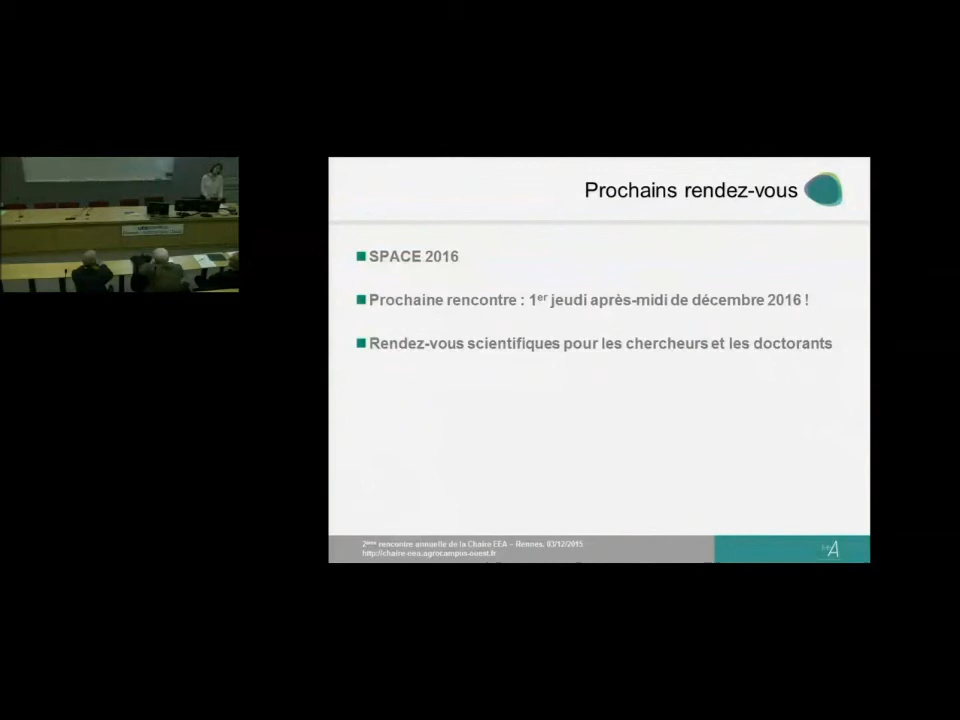 Prochains rendez-vous
SPACE 2016
Prochaine rencontre : 1er jeudi après-midi de décembre 2016 !
Rendez-vous scientifiques pour les chercheurs et les doctorants
2ème rencontre annuelle de la Chaire EEA – Rennes, 03/12/2015
http://chaire-eea.agrocampus-ouest.fr